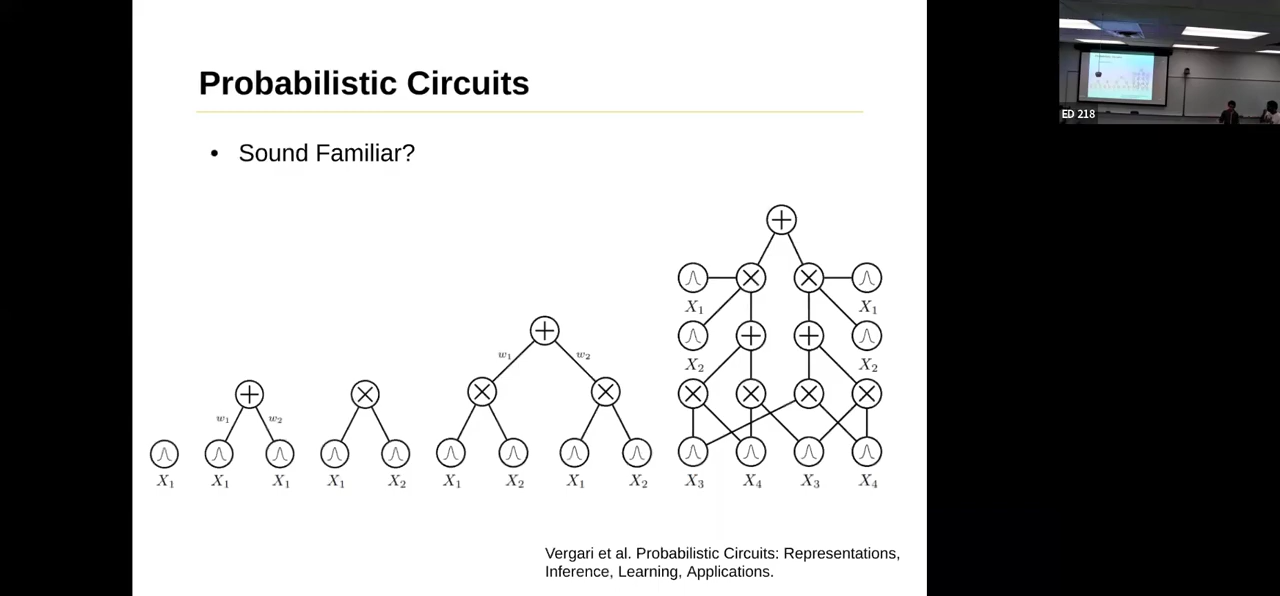 Probabilistic Circuits
• Sound Familiar?
X₁
X₁
X₂
X₂
w₁ w₂
w₁ w₂
X₁ X₁ X₁ X₁ X₂ X₁ X₂ X₁ X₂ X₃ X₄ X₃ X₄
Vergari et al. Probabilistic Circuits: Representations,
Inference, Learning, Applications.
ED 218